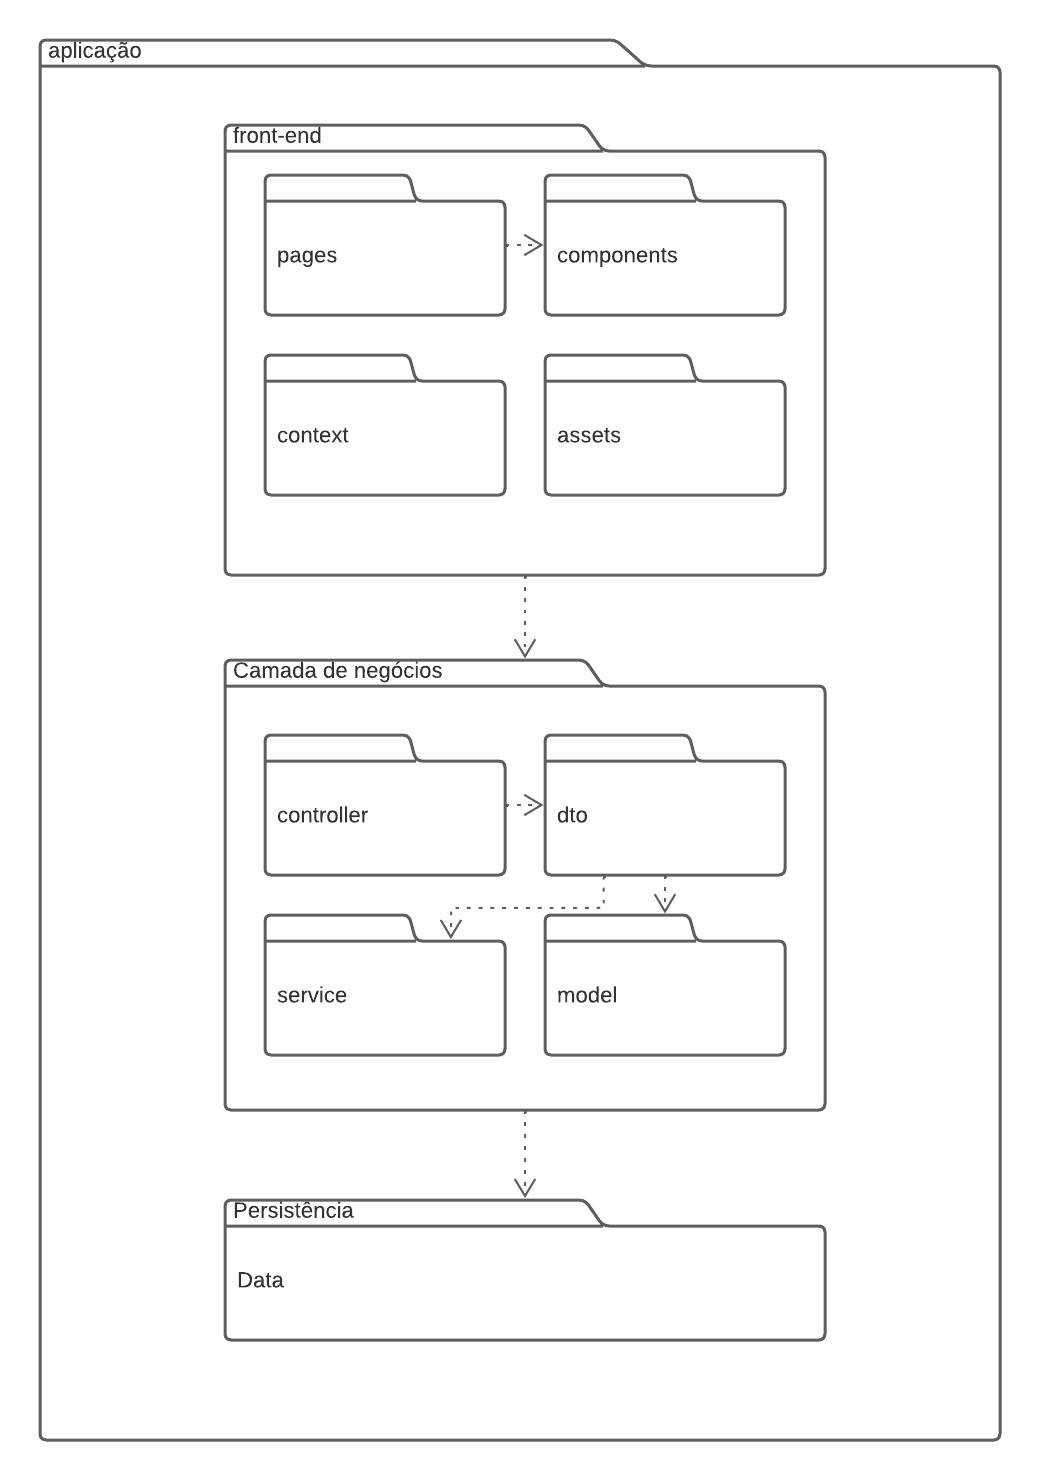 aplicação
front-end
pages
components
context
assets
Camada de negócios
controller
dto
service
model
Persistência
Data